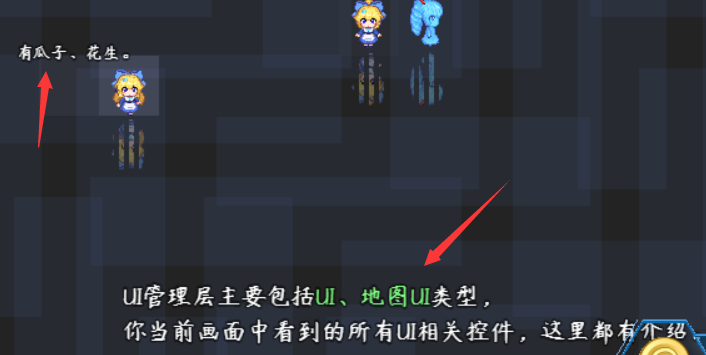 有瓜子、花生。
UI管理层主要包括UI、地图UI类型，
你当前画面中看到的所有UI相关控件，这里都有介绍，